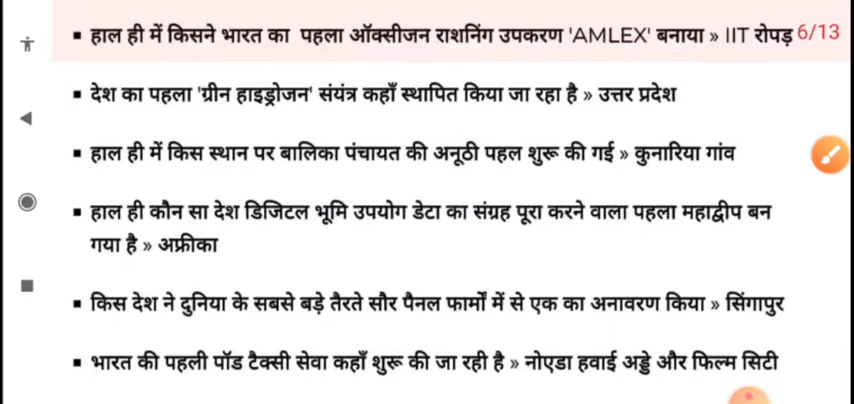 ▪ हाल ही में किसने भारत का पहला ऑक्सीजन राशनिंग उपकरण 'AMLEX' बनाया » IIT रोपड़ 6/13
▪ देश का पहला 'ग्रीन हाइड्रोजन' संयंत्र कहाँ स्थापित किया जा रहा है » उत्तर प्रदेश
▪ हाल ही में किस स्थान पर बालिका पंचायत की अनूठी पहल शुरू की गई » कुनारिया गांव
▪ हाल ही कौन सा देश डिजिटल भूमि उपयोग डेटा का संग्रह पूरा करने वाला पहला महाद्वीप बन
गया है » अफ्रीका
▪ किस देश ने दुनिया के सबसे बड़े तैरते सौर पैनल फार्मों में से एक का अनावरण किया » सिंगापुर
▪ भारत की पहली पॉड टैक्सी सेवा कहाँ शुरू की जा रही है » नोएडा हवाई अड्डे और फिल्म सिटी